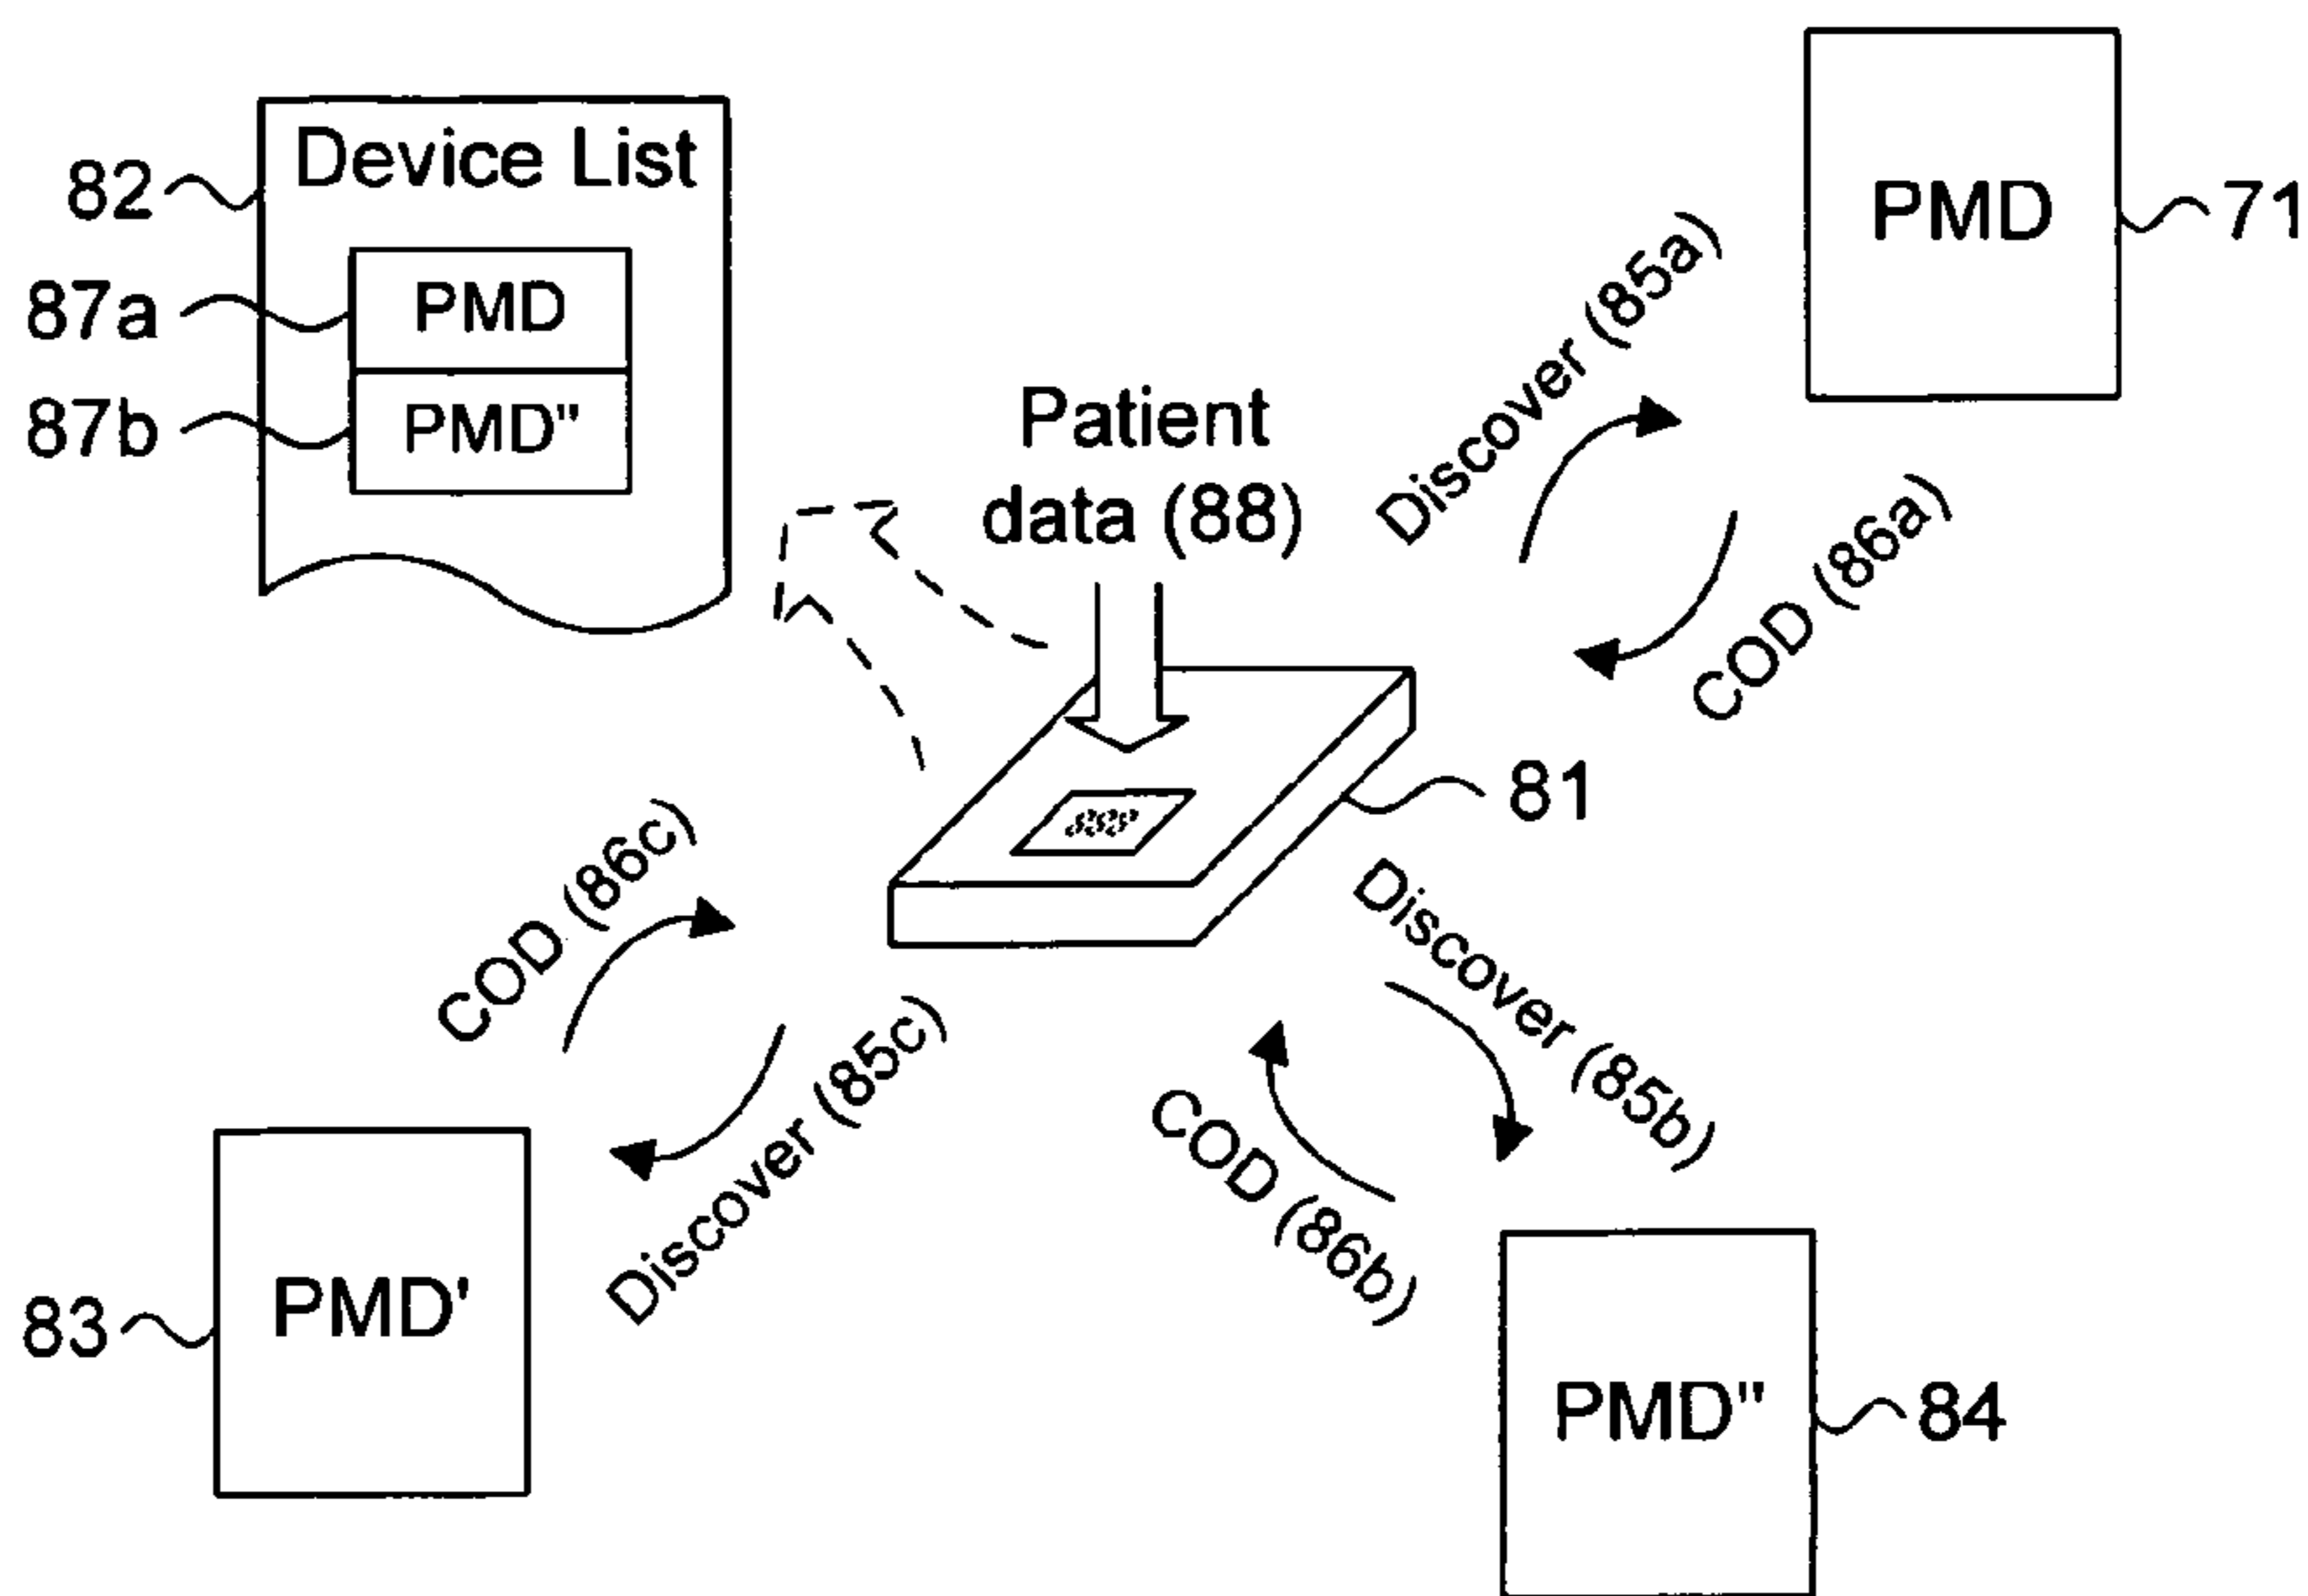 Device List
82
87a
PMD
87b
PMD"
Patient
data (88)
Discover (85a)
COD (86a)
PMD
71
81
COD (86c)
Discover (85c)
Discover (85b)
COD (86b)
83
PMD'
PMD"
84